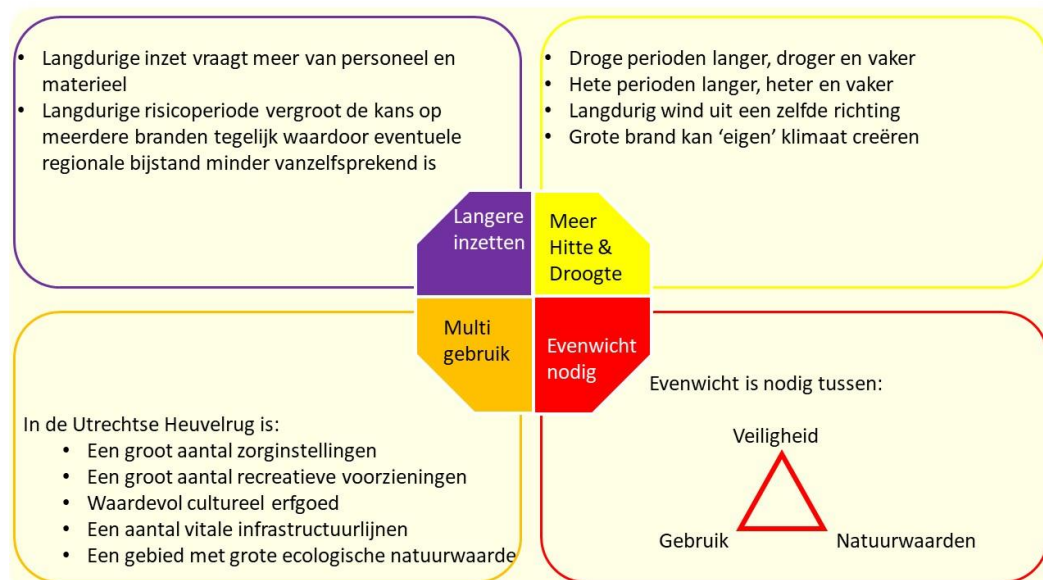 • Langdurige inzet vraagt meer van personeel en
materieel
• Langdurige risicoperiode vergroot de kans op
meerdere branden tegelijk waardoor eventuele
regionale bijstand minder vanzelfsprekend is
• Droge perioden langer, droger en vaker
• Hete perioden langer, heter en vaker
• Langdurig wind uit een zelfde richting
• Grote brand kan ‘eigen’ klimaat creëren
Langere
inzetten
Meer
Hitte &
Droogte
Multi
gebruik
Evenwicht
nodig
In de Utrechtse Heuvelrug is:
• Een groot aantal zorginstellingen
• Een groot aantal recreatieve voorzieningen
• Waardevol cultureel erfgoed
• Een aantal vitale infrastructuurlijnen
• Een gebied met grote ecologische natuurwaarde
Evenwicht is nodig tussen:
Veiligheid
Gebruik
Natuurwaarden